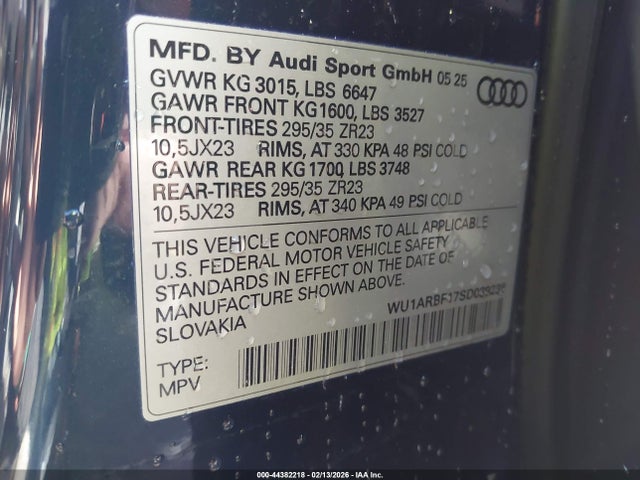 MFD. BY Audi Sport GmbH 05 25
GVWR KG 3015, LBS 6647
GAWR FRONT KG1600, LBS 3527
FRONT-TIRES 295/35 ZR23
10,5JX23 RIMS, AT 330 KPA 48 PSI COLD
GAWR REAR KG 1700, LBS 3748
REAR-TIRES 295/35 ZR23
10,5JX23 RIMS, AT 340 KPA 49 PSI COLD
THIS VEHICLE CONFORMS TO ALL APPLICABLE
U.S. FEDERAL MOTOR VEHICLE SAFETY
STANDARDS IN EFFECT ON THE DATE OF
MANUFACTURE SHOWN ABOVE.
SLOVAKIA
TYPE:
MPV
000-44382218 - 02/13/2026 - IAA Inc.